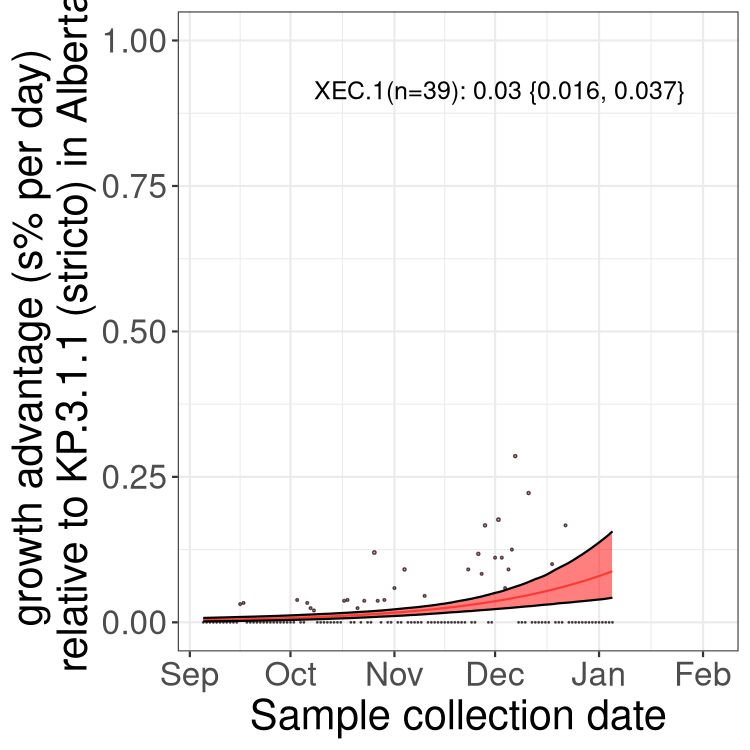 growth advantage (s% per day)
relative to KP.3.1.1 (stricto) in Alberta
1.00
0.75
0.50
0.25
0.00
XEC.1(n=39): 0.03 {0.016, 0.037}
Sep Oct Nov Dec Jan Feb
Sample collection date